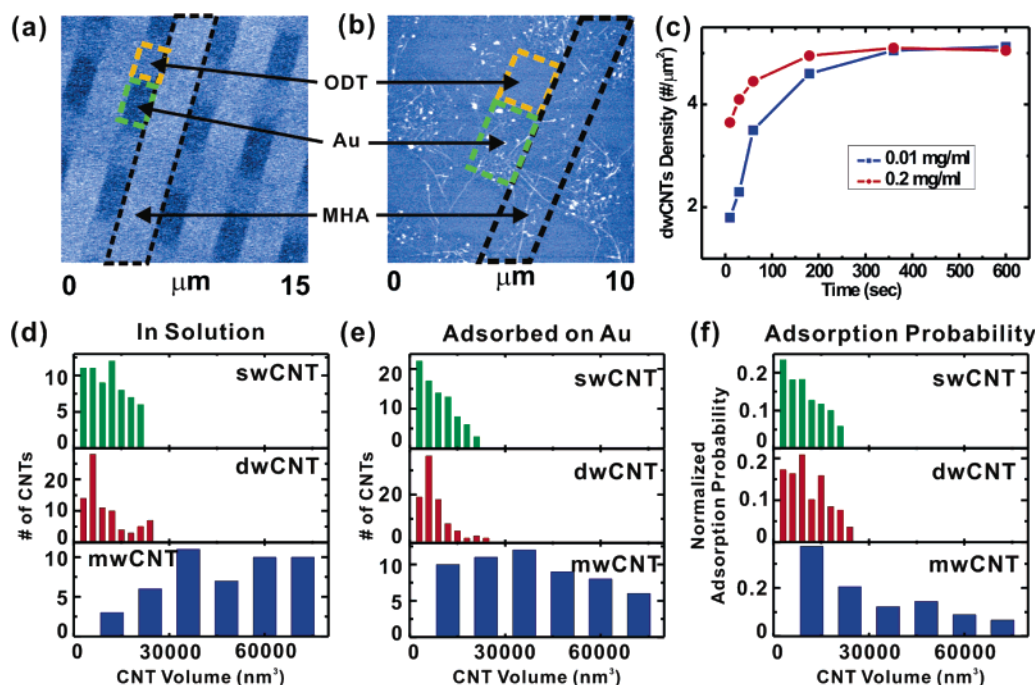 (a)
(b)
(c)
ODT
Au
MHA
0 μm 15
0 μm 10
dwCNTs Density (#/μm²)
4
2
0.01 mg/ml
0.2 mg/ml
0 100 200 300 400 500 600
Time (sec)
(d) In Solution
10
5
0
swCNT
20
10
0
dwCNT
10
5
0
mwCNT
# of CNTs
0 30000 60000
CNT Volume (nm³)
(e) Adsorbed on Au
20
10
0
swCNT
20
0
dwCNT
10
5
0
mwCNT
0 30000 60000
CNT Volume (nm³)
(f) Adsorption Probability
0.2
0.1
0
swCNT
0.2
0.1
0
dwCNT
0.2
0
mwCNT
Normalized
Adsorption Probability
0 30000 60000
CNT Volume (nm³)